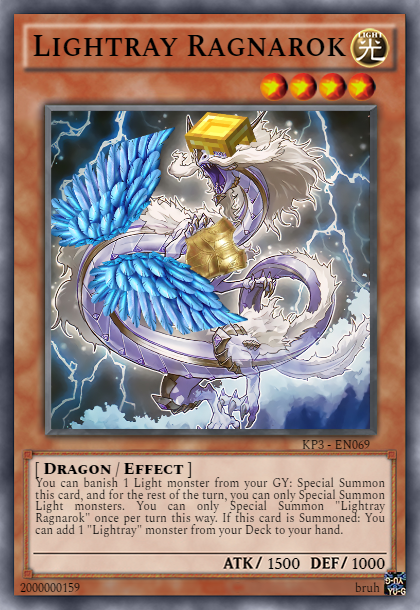 LIGHTRAY RAGNAROK
LIGHT
光
KP3 - EN069
[ DRAGON / EFFECT ]
You can banish 1 Light monster from your GY: Special Summon
this card, and for the rest of the turn, you can only Special Summon
Light monsters. You can only Special Summon "Lightray
Ragnarok" once per turn this way. If this card is Summoned: You
can add 1 "Lightray" monster from your Deck to your hand.
ATK / 1500 DEF / 1000
2000000159
bruh
YU-G